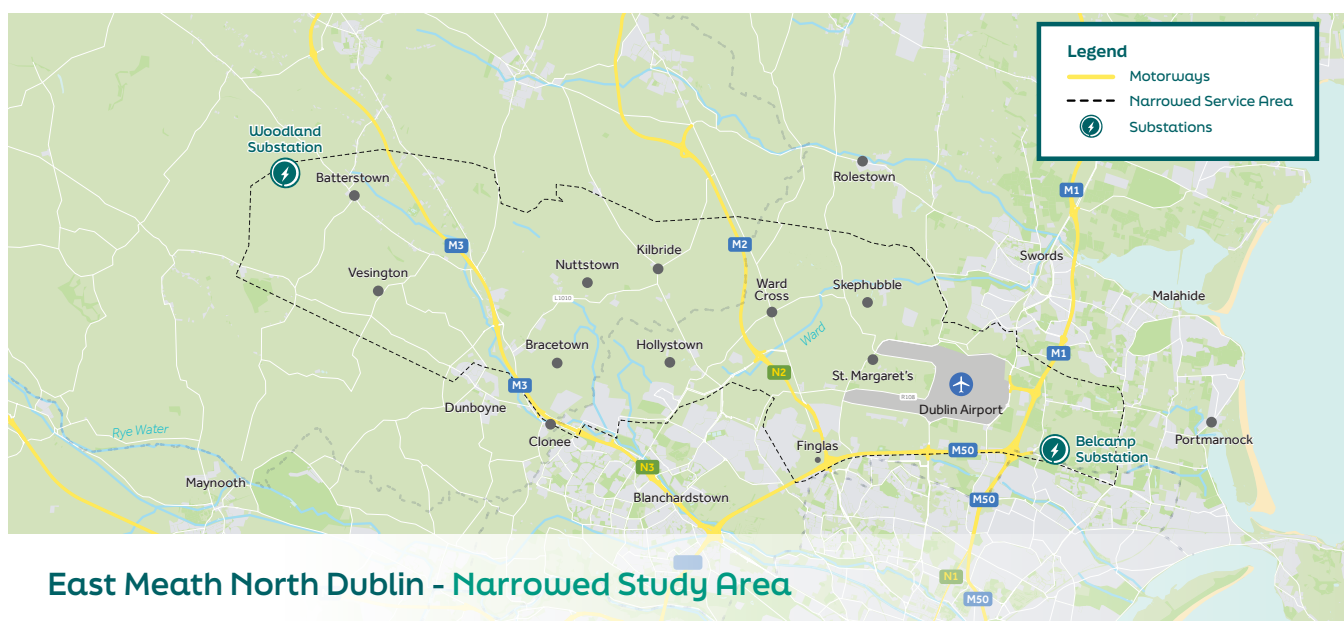 Legend
Motorways
Narrowed Service Area
Substations
Woodland
Substation
Batterstown
Rolestown
M1
M3
M2
Kilbride
Swords
Nuttstown
Vesington
Ward
Cross
Skephubble
Malahide
L1010
Ward
Bracetown
Hollystown
M1
N2
St. Margaret's
M3
R108
Dublin Airport
Dunboyne
Clonee
Portmarnock
Rye Water
Finglas
M50
Belcamp
Substation
N3
Maynooth
Blanchardstown
M50
N1
M50
East Meath North Dublin - Narrowed Study Area